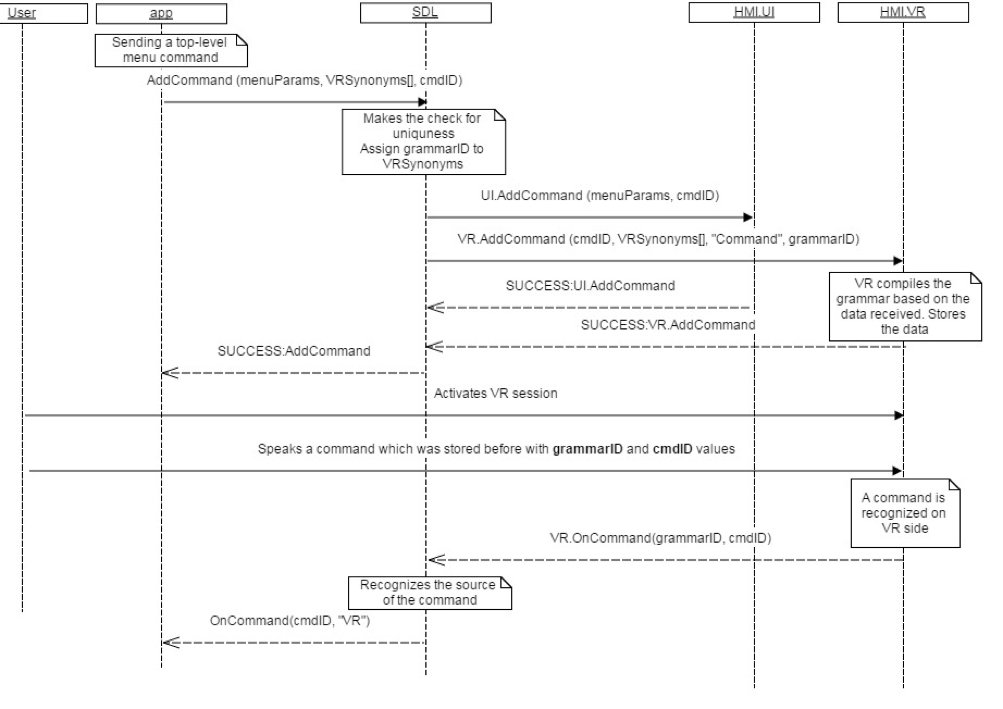 User
app
SDL
HMI.UI
HMI.VR
Sending a top-level
menu command
AddCommand (menuParams, VRSynonyms[], cmdID)
Makes the check for
uniquness
Assign grammarID to
VRSynonyms
UI.AddCommand (menuParams, cmdID)
VR.AddCommand (cmdID, VRSynonyms[], "Command", grammarID)
SUCCESS:UI.AddCommand
VR compiles the
grammar based on the
data received. Stores
the data
SUCCESS:VR.AddCommand
SUCCESS:AddCommand
Activates VR session
Speaks a command which was stored before with grammarID and cmdID values
A command is
recognized on
VR side
VR.OnCommand(grammarID, cmdID)
Recognizes the source
of the command
OnCommand(cmdID, "VR")